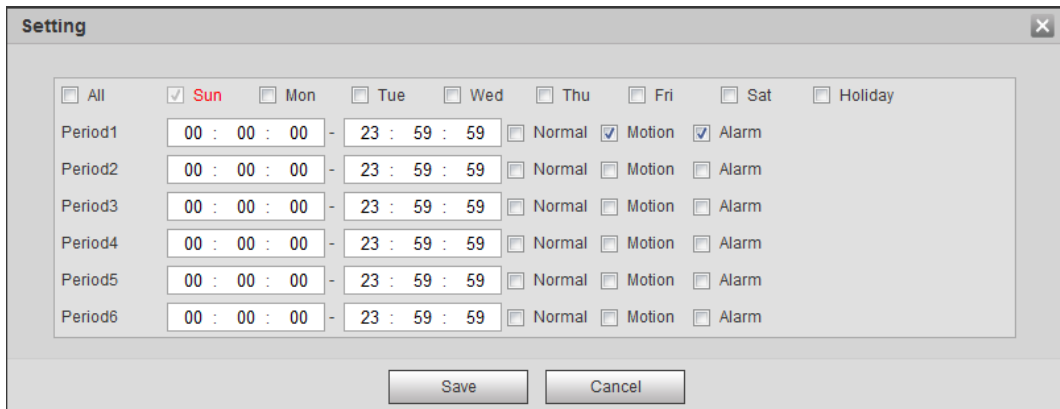 Setting
All Sun Mon Tue Wed Thu Fri Sat Holiday
Period1 00 : 00 : 00 - 23 : 59 : 59 Normal Motion Alarm
Period2 00 : 00 : 00 - 23 : 59 : 59 Normal Motion Alarm
Period3 00 : 00 : 00 - 23 : 59 : 59 Normal Motion Alarm
Period4 00 : 00 : 00 - 23 : 59 : 59 Normal Motion Alarm
Period5 00 : 00 : 00 - 23 : 59 : 59 Normal Motion Alarm
Period6 00 : 00 : 00 - 23 : 59 : 59 Normal Motion Alarm
Save Cancel